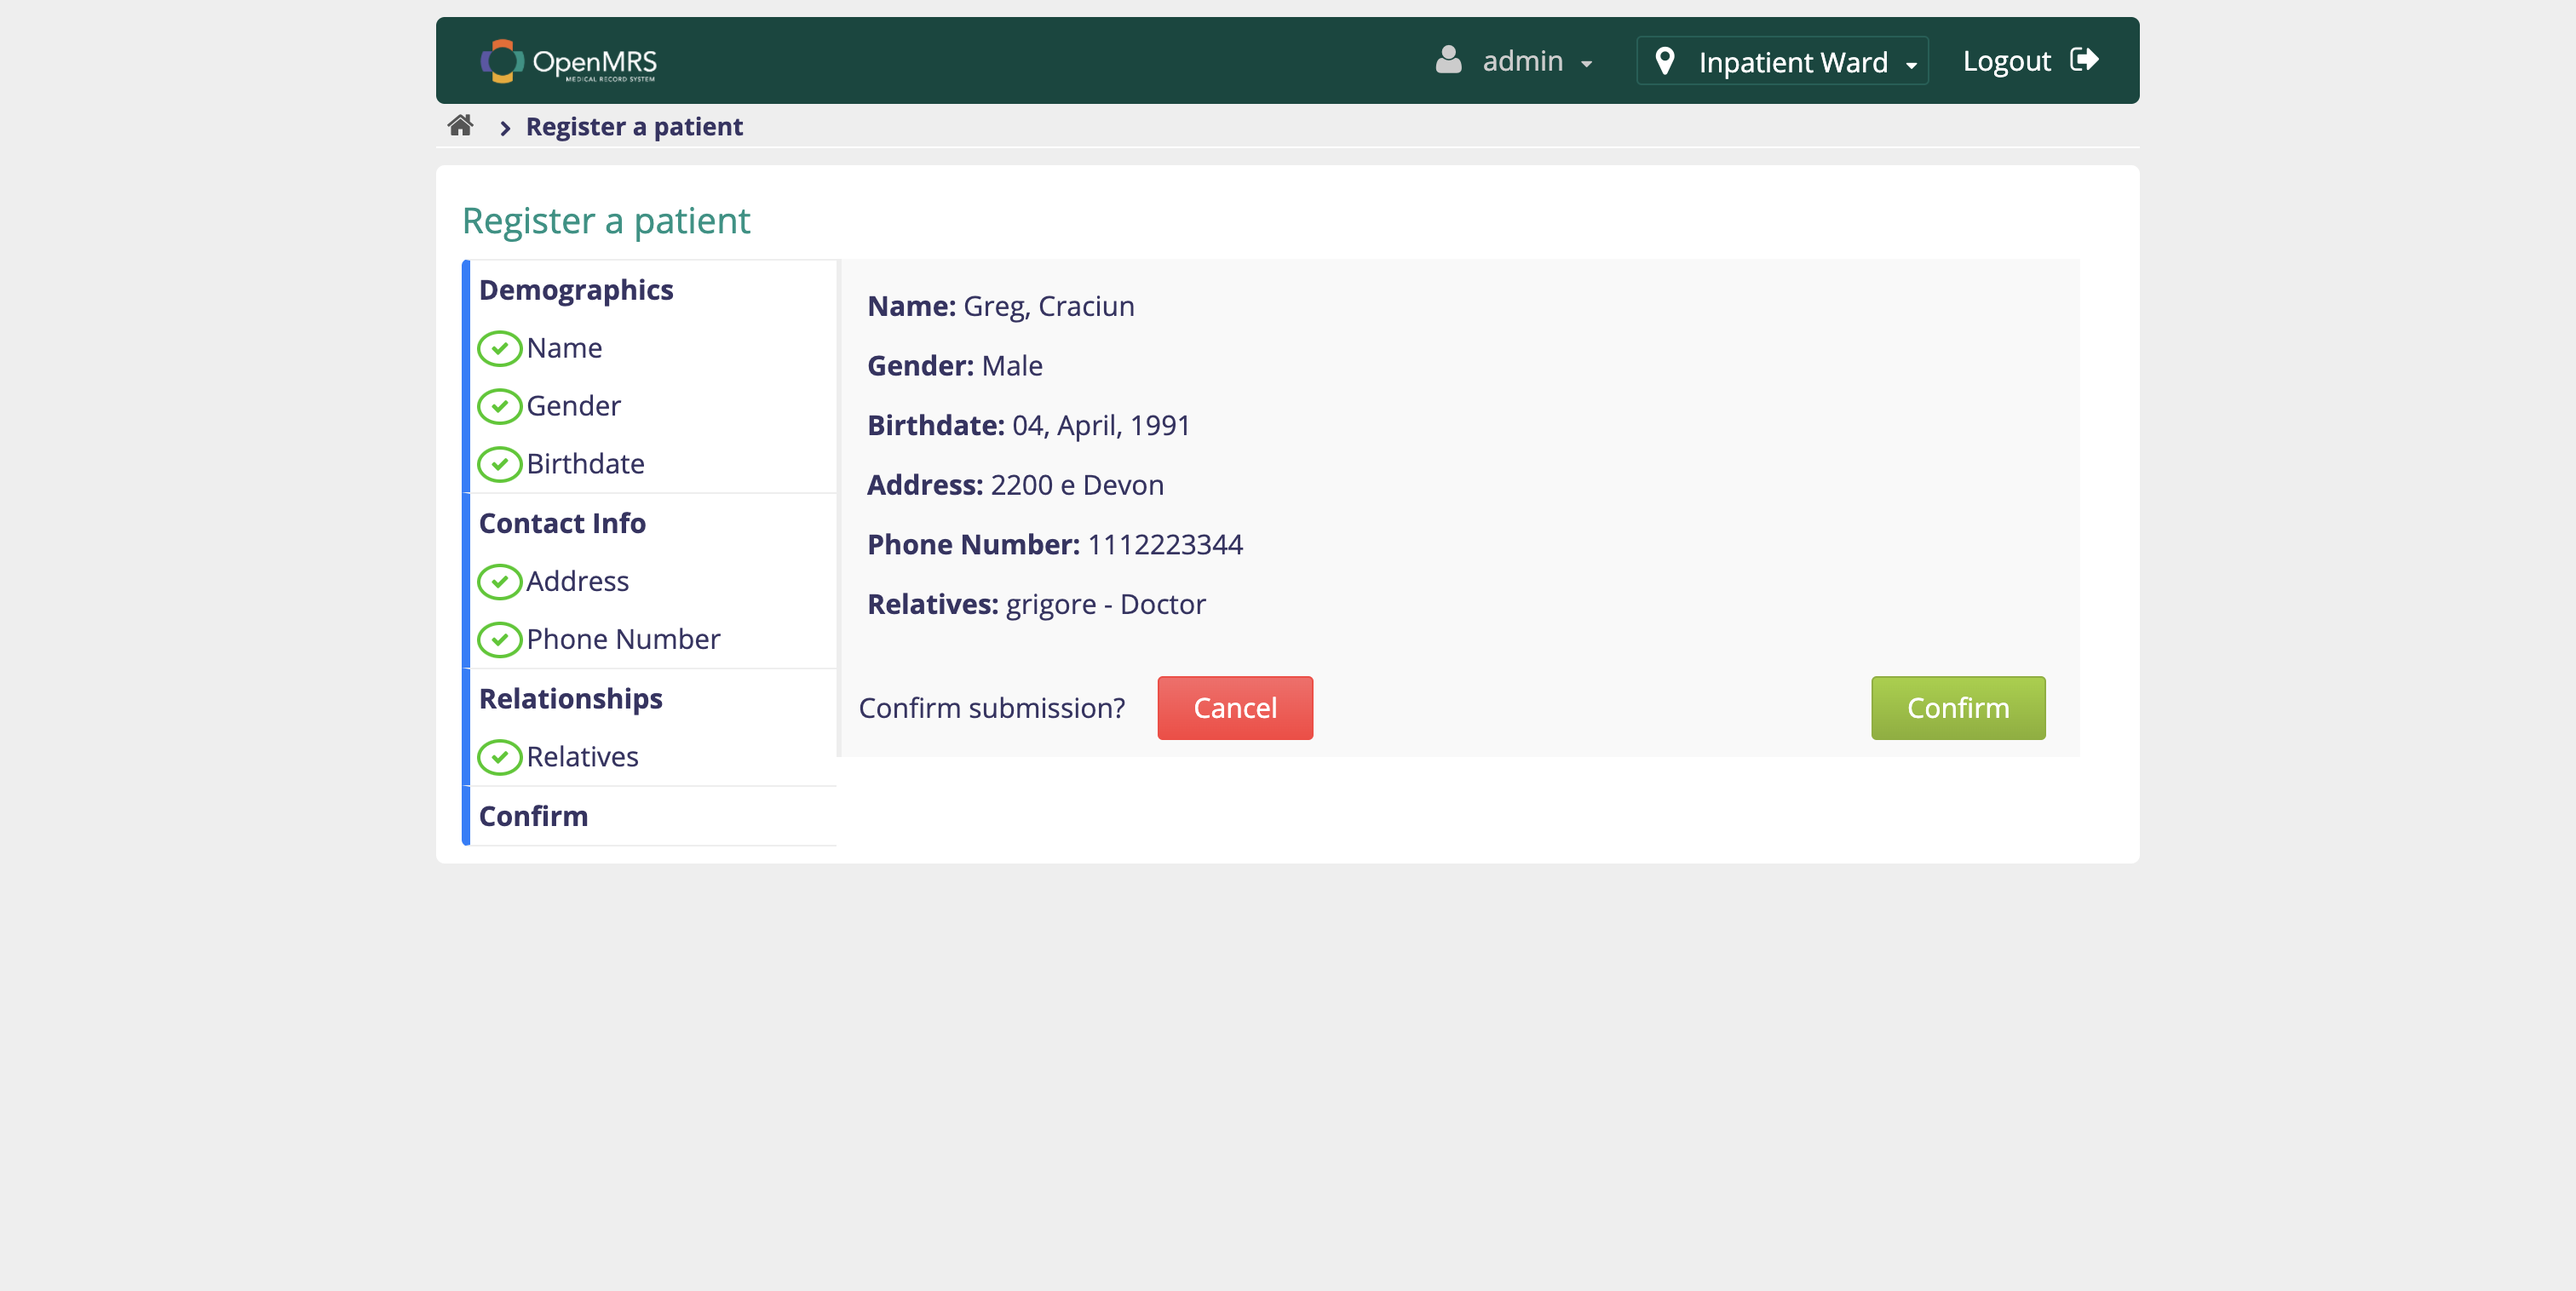 OpenMRS
MEDICAL RECORD SYSTEM
admin
Inpatient Ward
Logout
Register a patient
Register a patient
Demographics
Name
Gender
Birthdate
Contact Info
Address
Phone Number
Relationships
Relatives
Confirm
Name: Greg, Craciun
Gender: Male
Birthdate: 04, April, 1991
Address: 2200 e Devon
Phone Number: 1112223344
Relatives: grigore - Doctor
Confirm submission?
Cancel
Confirm